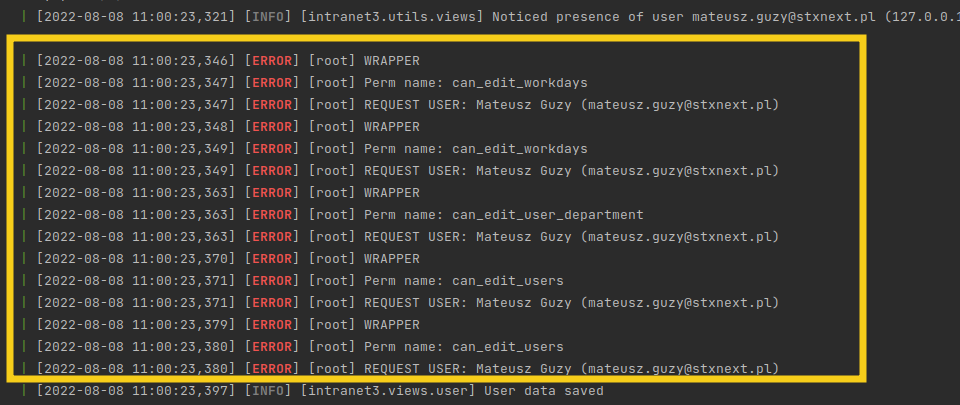 | [2022-08-08 11:00:23,321] [INFO] [intranet3.utils.views] Noticed presence of user mateusz.guzy@stxnext.pl (127.0.0.1
| [2022-08-08 11:00:23,346] [ERROR] [root] WRAPPER
| [2022-08-08 11:00:23,347] [ERROR] [root] Perm name: can_edit_workdays
| [2022-08-08 11:00:23,347] [ERROR] [root] REQUEST USER: Mateusz Guzy (mateusz.guzy@stxnext.pl)
| [2022-08-08 11:00:23,348] [ERROR] [root] WRAPPER
| [2022-08-08 11:00:23,349] [ERROR] [root] Perm name: can_edit_workdays
| [2022-08-08 11:00:23,349] [ERROR] [root] REQUEST USER: Mateusz Guzy (mateusz.guzy@stxnext.pl)
| [2022-08-08 11:00:23,363] [ERROR] [root] WRAPPER
| [2022-08-08 11:00:23,363] [ERROR] [root] Perm name: can_edit_user_department
| [2022-08-08 11:00:23,363] [ERROR] [root] REQUEST USER: Mateusz Guzy (mateusz.guzy@stxnext.pl)
| [2022-08-08 11:00:23,370] [ERROR] [root] WRAPPER
| [2022-08-08 11:00:23,371] [ERROR] [root] Perm name: can_edit_users
| [2022-08-08 11:00:23,371] [ERROR] [root] REQUEST USER: Mateusz Guzy (mateusz.guzy@stxnext.pl)
| [2022-08-08 11:00:23,379] [ERROR] [root] WRAPPER
| [2022-08-08 11:00:23,380] [ERROR] [root] Perm name: can_edit_users
| [2022-08-08 11:00:23,380] [ERROR] [root] REQUEST USER: Mateusz Guzy (mateusz.guzy@stxnext.pl)
| [2022-08-08 11:00:23,397] [INFO] [intranet3.views.user] User data saved